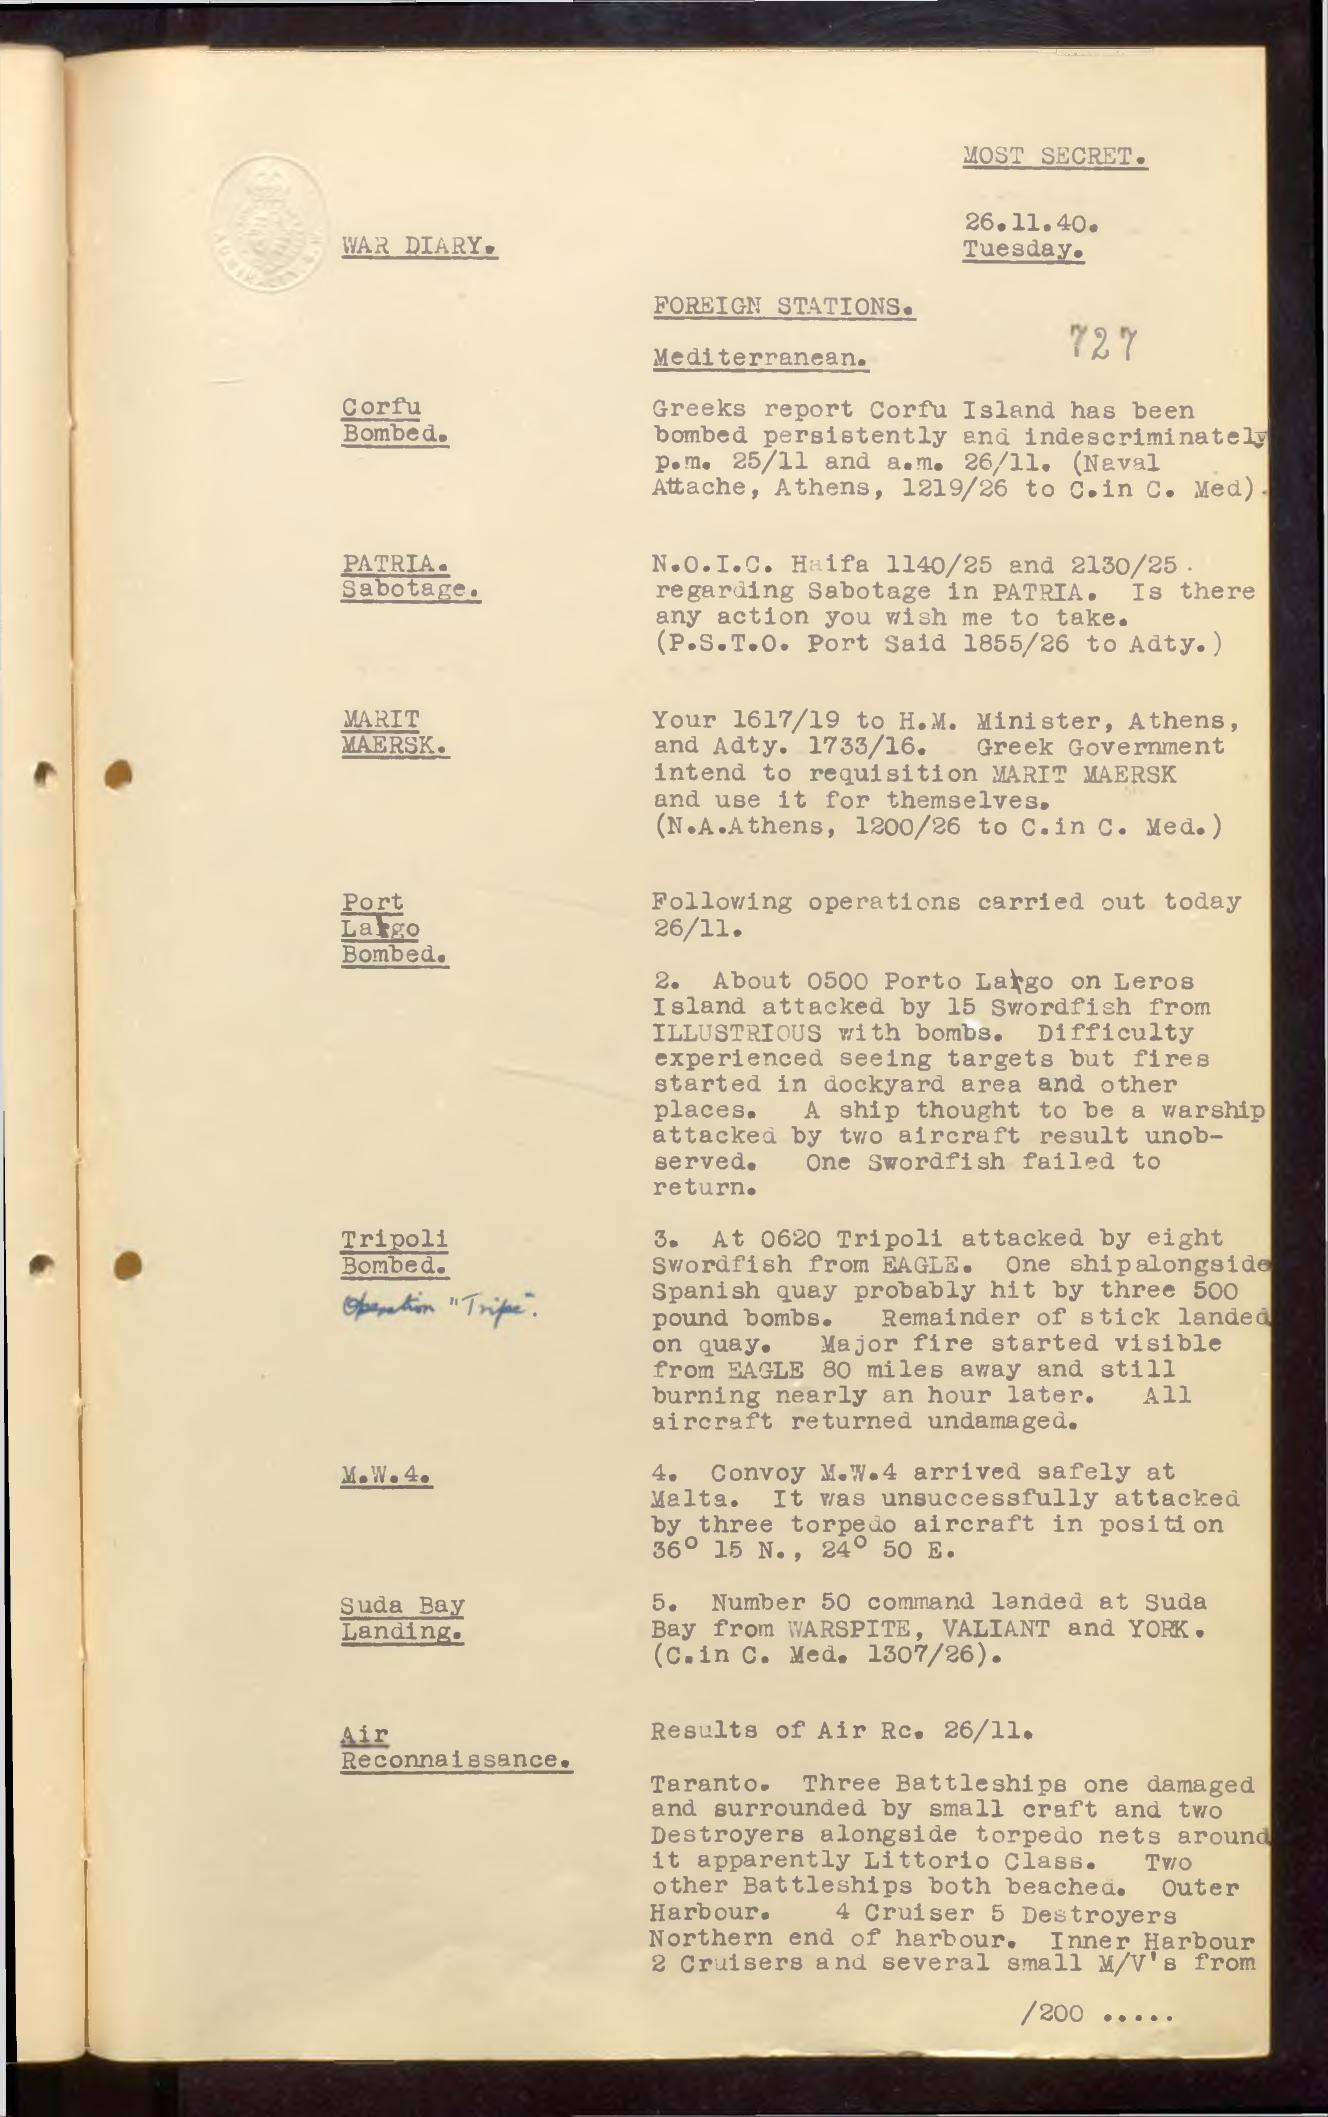 MOST SECRET.
26.11.40.
Tuesday.
WAR DIARY.
FOREIGN STATIONS.
727
Mediterranean.
Corfu
Bombed.
Greeks report Corfu Island has been
bombed persistently and indescriminately
p.m. 25/11 and a.m. 26/11. (Naval
Attache, Athens, 1219/26 to C.in C. Med).
PATRIA.
Sabotage.
N.O.I.C. Haifa 1140/25 and 2130/25.
regarding Sabotage in PATRIA. Is there
any action you wish me to take.
(P.S.T.O. Port Said 1855/26 to Adty.)
MARIT
MAERSK.
Your 1617/19 to H.M. Minister, Athens,
and Adty. 1733/16. Greek Government
intend to requisition MARIT MAERSK
and use it for themselves.
(N.A.Athens, 1200/26 to C.in C. Med.)
Port
Largo
Bombed.
Following operations carried out today
26/11.
2. About 0500 Porto Largo on Leros
Island attacked by 15 Swordfish from
ILLUSTRIOUS with bombs. Difficulty
experienced seeing targets but fires
started in dockyard area and other
places. A ship thought to be a warship
attacked by two aircraft result unob-
served. One Swordfish failed to
return.
Tripoli
Bombed.
Operation "Tripe".
3. At 0620 Tripoli attacked by eight
Swordfish from EAGLE. One shipalongside
Spanish quay probably hit by three 500
pound bombs. Remainder of stick landed
on quay. Major fire started visible
from EAGLE 80 miles away and still
burning nearly an hour later. All
aircraft returned undamaged.
M.W.4.
4. Convoy M.W.4 arrived safely at
Malta. It was unsuccessfully attacked
by three torpedo aircraft in position
36° 15 N., 24° 50 E.
Suda Bay
Landing.
5. Number 50 command landed at Suda
Bay from WARSPITE, VALIANT and YORK.
(C.in C. Med. 1307/26).
Air
Reconnaissance.
Results of Air Rc. 26/11.
Taranto. Three Battleships one damaged
and surrounded by small craft and two
Destroyers alongside torpedo nets around
it apparently Littorio Class. Two
other Battleships both beached. Outer
Harbour. 4 Cruiser 5 Destroyers
Northern end of harbour. Inner Harbour
2 Cruisers and several small M/V's from
/200 .....